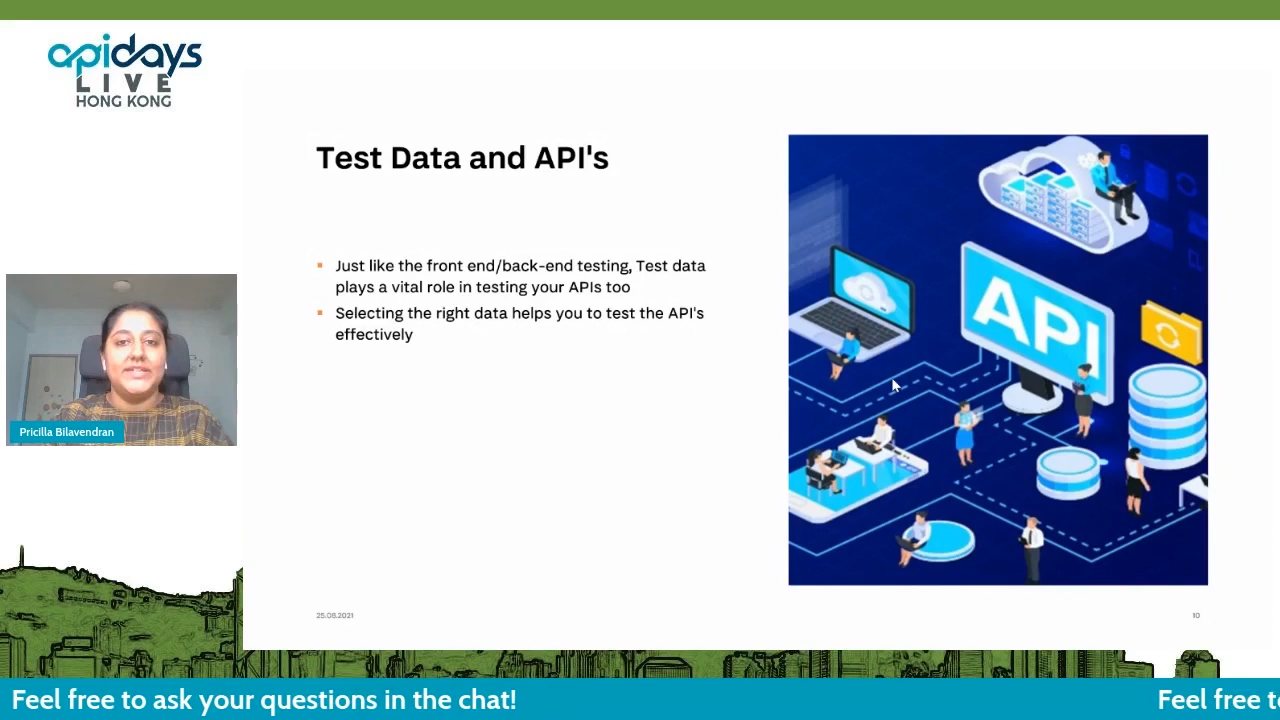 apidays
LIVE
HONG KONG
Test Data and API's
Just like the front end/back-end testing, Test data
plays a vital role in testing your APIs too
Selecting the right data helps you to test the API's
effectively
API
Pricilla Bilavendran
25.08.2021
10
Feel free to ask your questions in the chat!
Feel free to